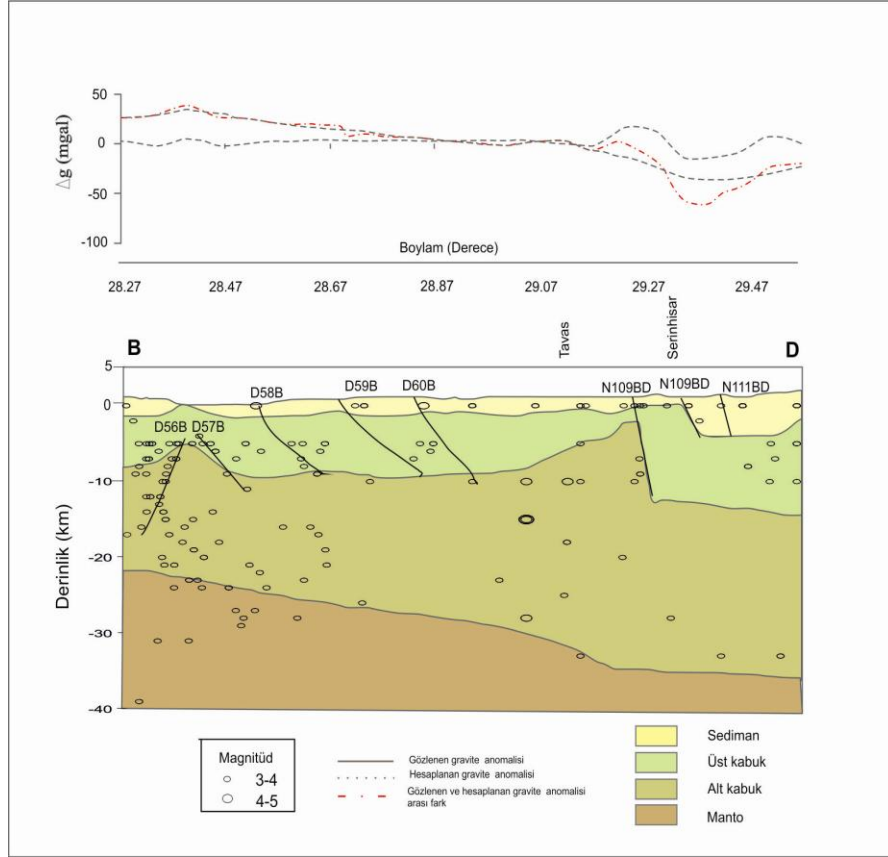 50
0
-50
-100
Δg (mgal)
Boylam (Derece)
28.27 28.47 28.67 28.87 29.07 29.27 29.47
Tavas
Serinhisar
B
D
5
0
-10
-20
-30
-40
Derinlik (km)
D56B D57B
D58B
D59B
D60B
N109BD
N109BD
N111BD
Magnitüd
3-4
4-5
Gözlenen gravite anomalisi
Hesaplanan gravite anomalisi
Gözlenen ve hesaplanan gravite anomalisi
arası fark
Sediman
Üst kabuk
Alt kabuk
Manto